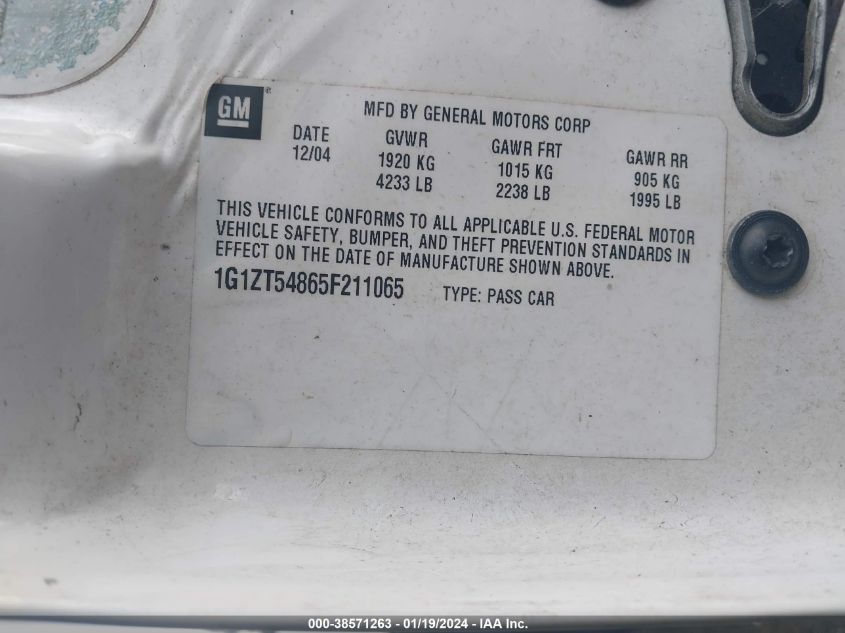 GM®
MFD BY GENERAL MOTORS CORP
DATE GVWR GAWR FRT GAWR RR
12/04 1920 KG 1015 KG 905 KG
4233 LB 2238 LB 1995 LB
THIS VEHICLE CONFORMS TO ALL APPLICABLE U.S. FEDERAL MOTOR
VEHICLE SAFETY, BUMPER, AND THEFT PREVENTION STANDARDS IN
EFFECT ON THE DATE OF MANUFACTURE SHOWN ABOVE.
1G1ZT54865F211065 TYPE: PASS CAR
000-38571263 - 01/19/2024 - IAA Inc.